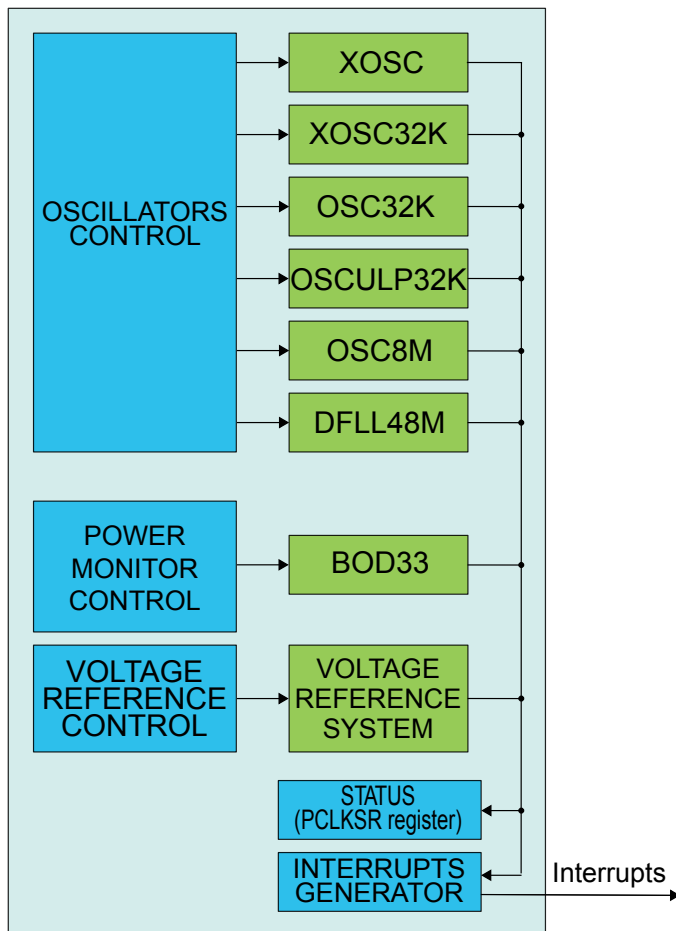 OSCILLATORS
CONTROL
XOSC
XOSC32K
OSC32K
OSCULP32K
OSC8M
DFLL48M
POWER
MONITOR
CONTROL
BOD33
VOLTAGE
REFERENCE
CONTROL
VOLTAGE
REFERENCE
SYSTEM
STATUS
(PCLKSR register)
INTERRUPTS
GENERATOR
Interrupts